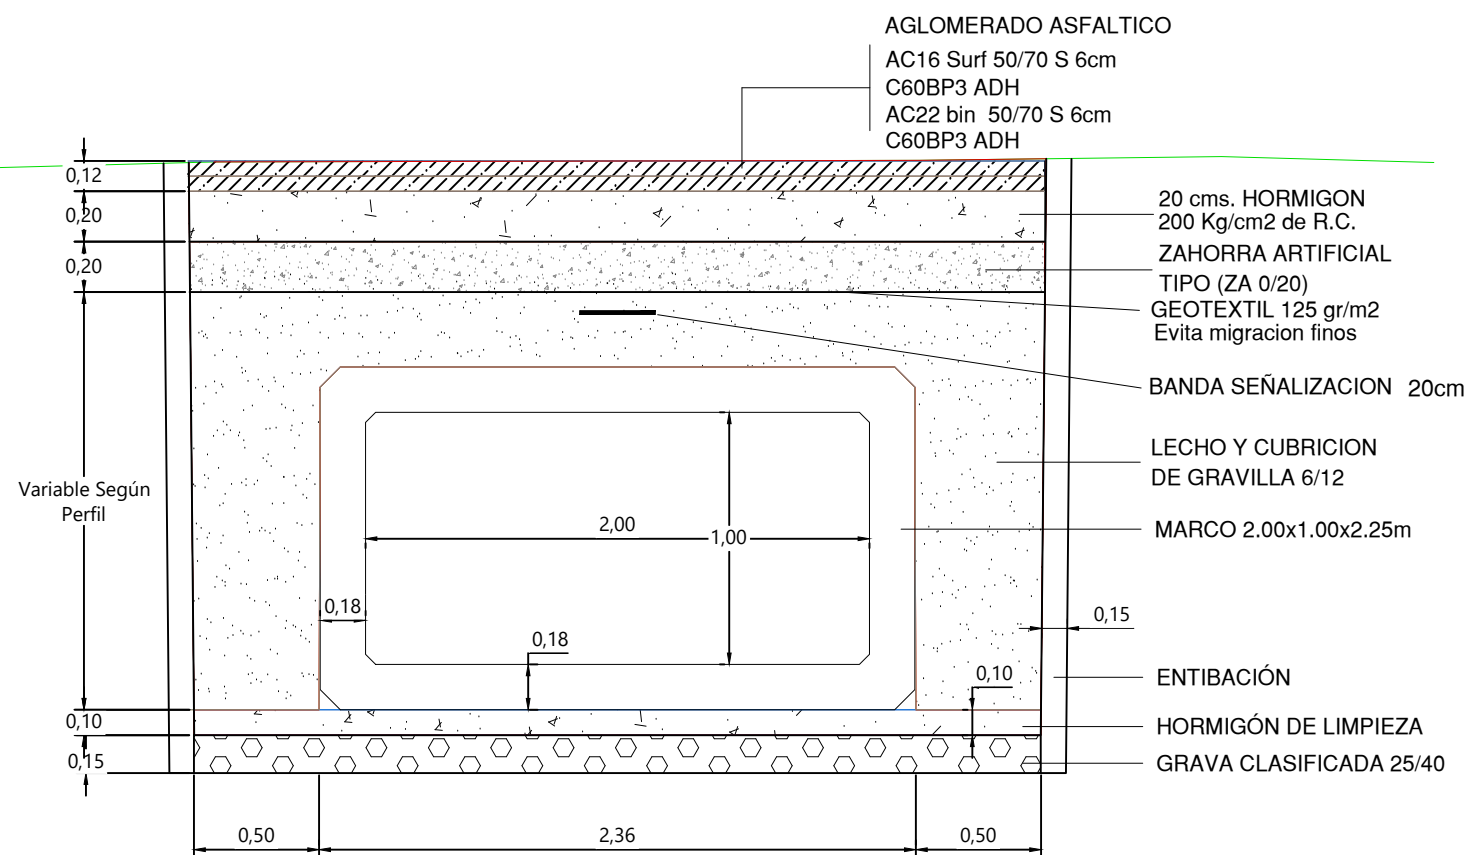 AGLOMERADO ASFALTICO
AC16 Surf 50/70 S 6cm
C60BP3 ADH
AC22 bin 50/70 S 6cm
C60BP3 ADH
0,12
0,20
0,20
20 cms. HORMIGON
200 Kg/cm2 de R.C.
ZAHORRA ARTIFICIAL
TIPO (ZA 0/20)
GEOTEXTIL 125 gr/m2
Evita migracion finos
BANDA SEÑALIZACION 20cm
LECHO Y CUBRICION
DE GRAVILLA 6/12
Variable Según
Perfil
2,00
1,00
MARCO 2.00x1.00x2.25m
0,18
0,15
0,18
0,10
ENTIBACIÓN
0,10
HORMIGÓN DE LIMPIEZA
0,15
GRAVA CLASIFICADA 25/40
0,50
2,36
0,50